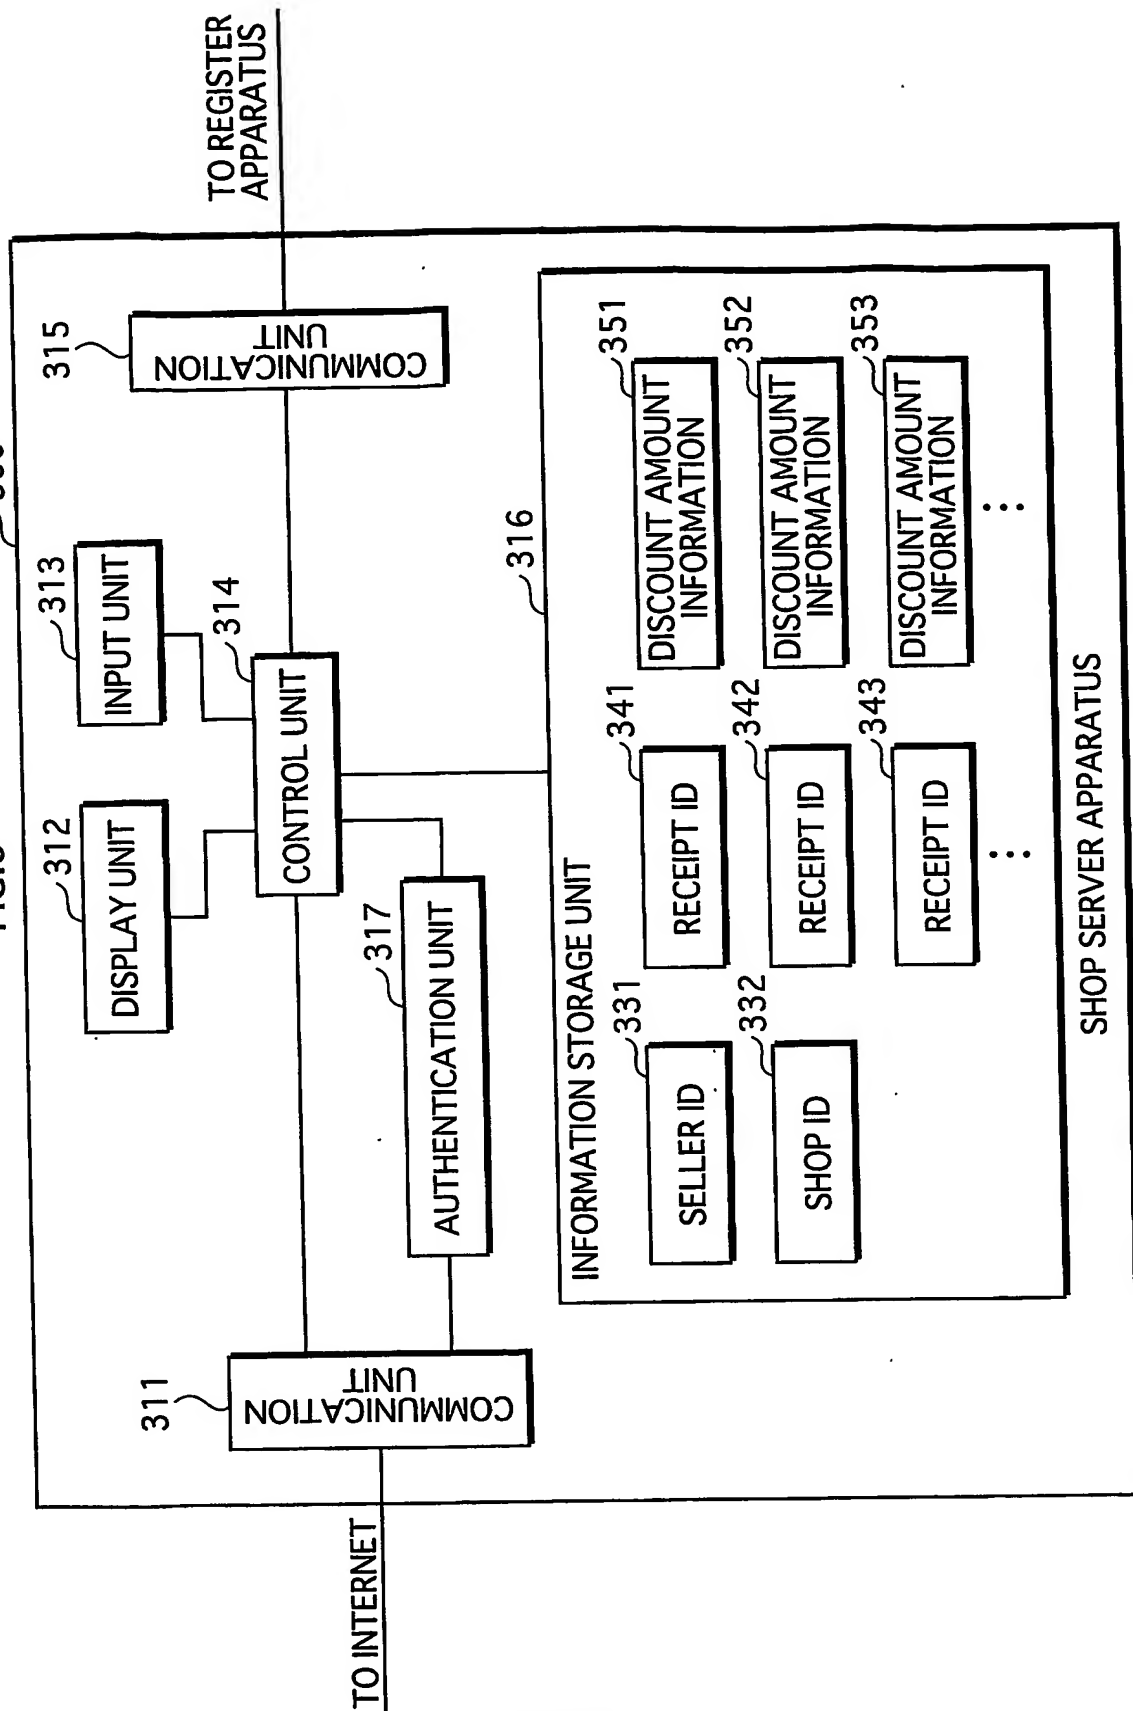 TO REGISTER
APPARATUS
315
COMMUNICATION
UNIT
313
INPUT UNIT
312
DISPLAY UNIT
314
CONTROL UNIT
317
AUTHENTICATION UNIT
311
COMMUNICATION
UNIT
TO INTERNET
316
INFORMATION STORAGE UNIT
331
SELLER ID
332
SHOP ID
341
RECEIPT ID
342
RECEIPT ID
343
RECEIPT ID
...
351
DISCOUNT AMOUNT
INFORMATION
352
DISCOUNT AMOUNT
INFORMATION
353
DISCOUNT AMOUNT
INFORMATION
...
SHOP SERVER APPARATUS